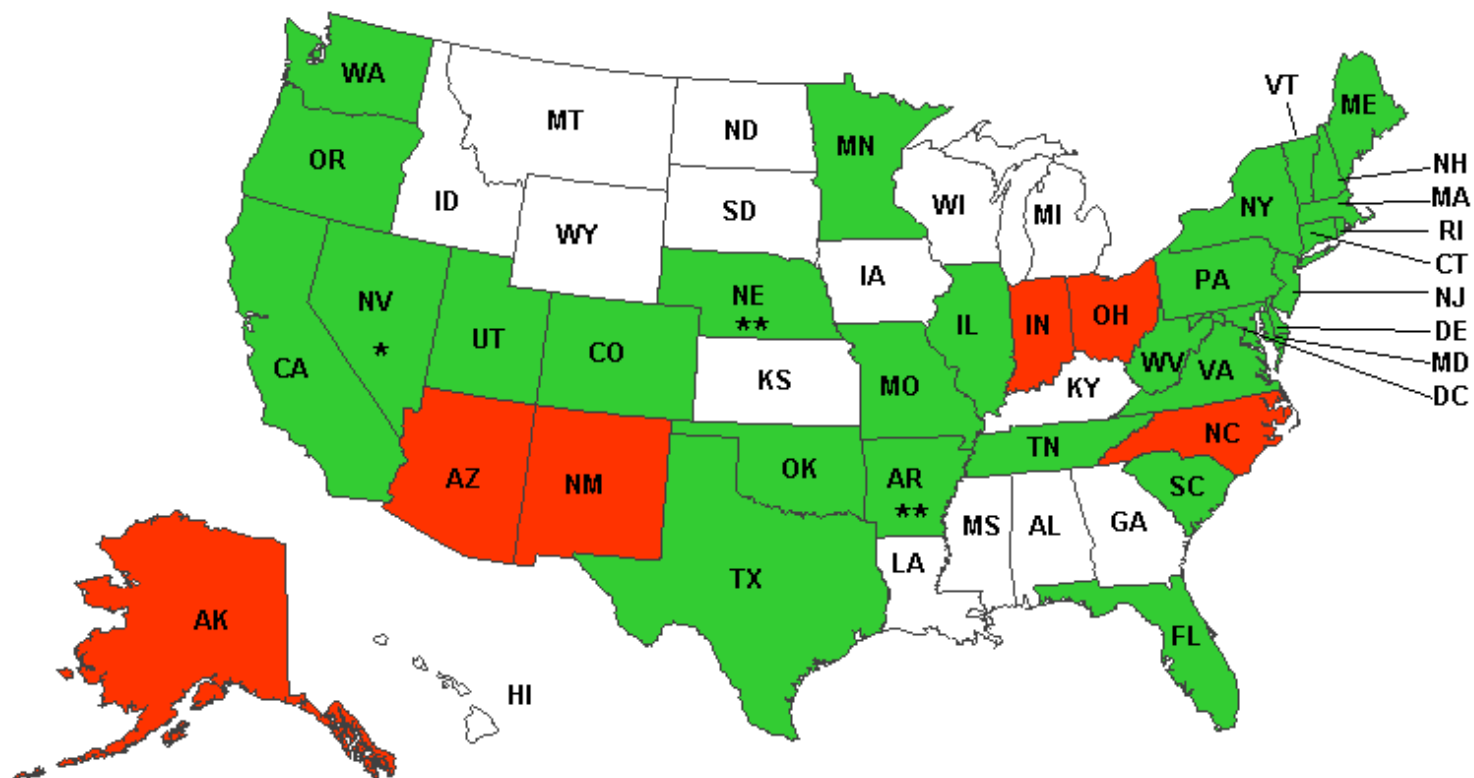 WA
MT
ND
MN
VT
ME
OR
ID
SD
WI
MI
NY
NH
MA
RI
CT
WY
IA
PA
NJ
NV
*
NE
**
IL
IN
OH
DE
MD
DC
UT
CO
CA
KS
MO
WV
VA
KY
AZ
NM
OK
AR
**
TN
NC
SC
MS
AL
GA
LA
TX
FL
AK
HI